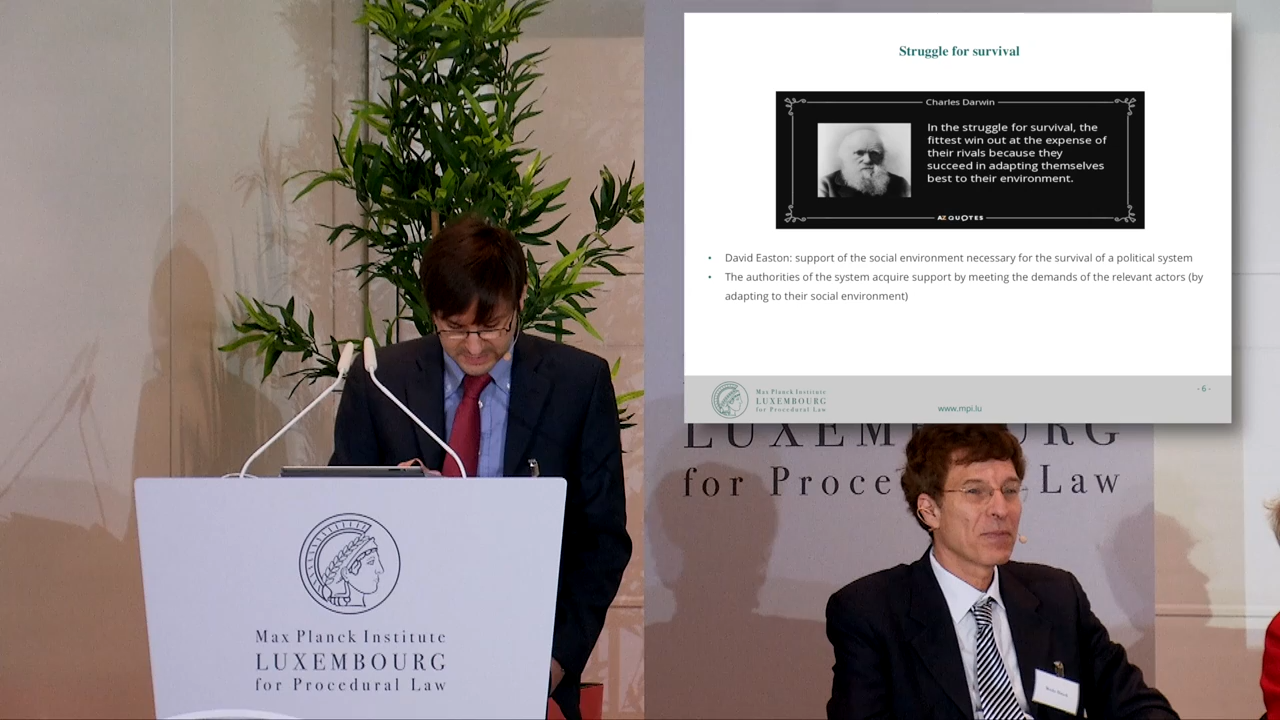 Struggle for survival
Charles Darwin
In the struggle for survival, the
fittest win out at the expense of
their rivals because they
succeed in adapting themselves
best to their environment.
AZ QUOTES
• David Easton: support of the social environment necessary for the survival of a political system
• The authorities of the system acquire support by meeting the demands of the relevant actors (by
adapting to their social environment)
Max Planck Institute
LUXEMBOURG
for Procedural Law
www.mpi.lu
- 6 -
LUXEMBOURG
for Proce Law
Max Planck Institute
LUXEMBOURG
for Procedural Law